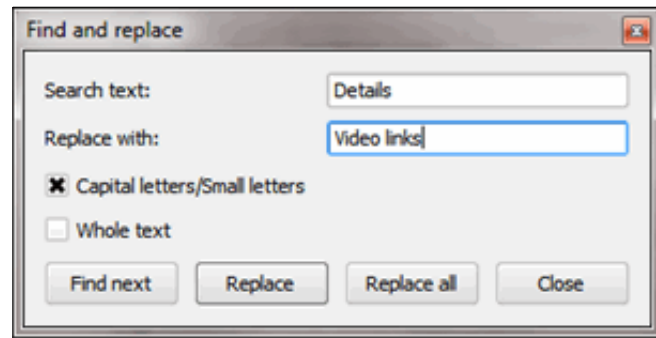 Find and replace
Search text: Details
Replace with: Video links
Capital letters/Small letters
Whole text
Find next Replace Replace all Close